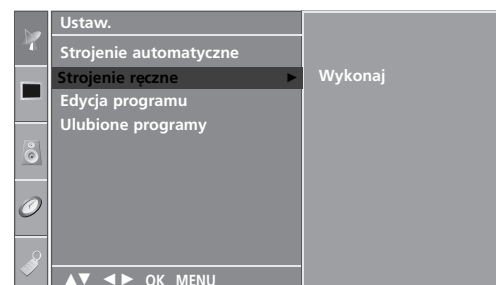 Ustaw.
Strojenie automatyczne
Strojenie ręczne ► Wykonaj
Edycja programu
Ulubione programy
▲▼ ◄► OK MENU